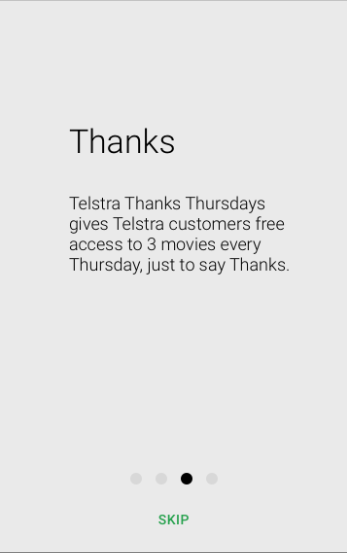 Thanks
Telstra Thanks Thursdays
gives Telstra customers free
access to 3 movies every
Thursday, just to say Thanks.
SKIP